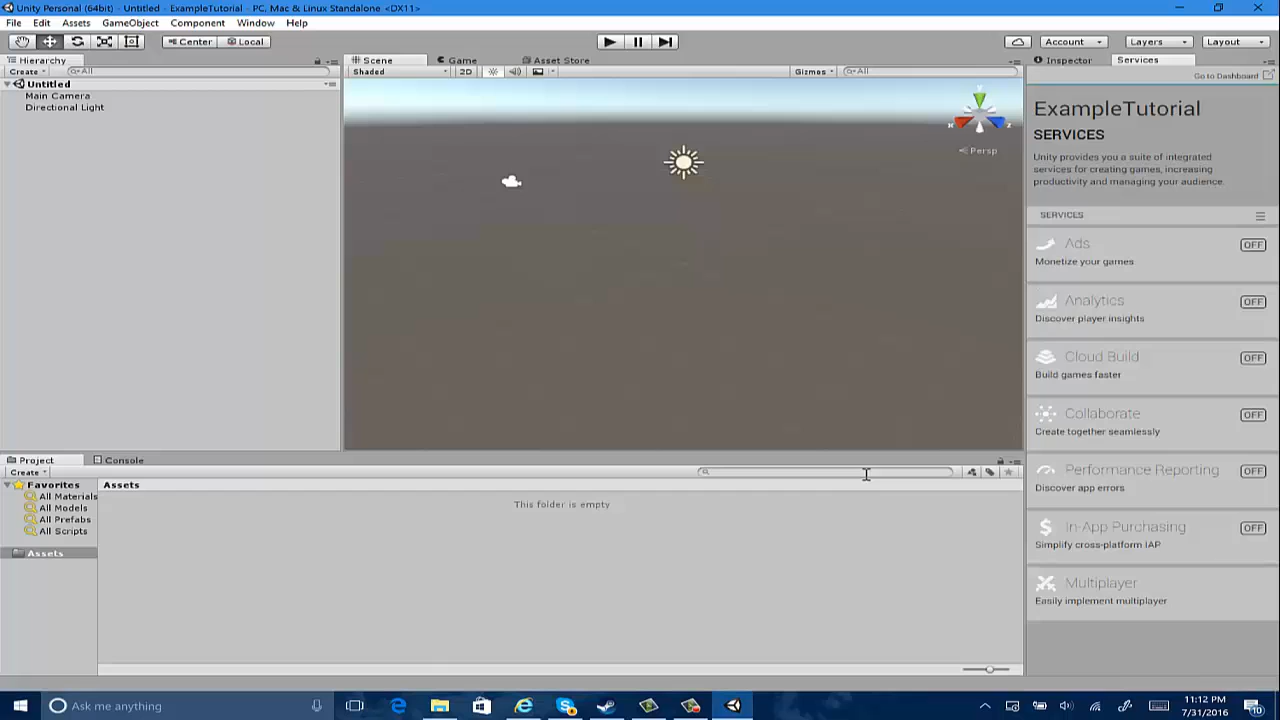 Unity Personal (64bit) - Untitled - ExampleTutorial - PC, Mac & Linux Standalone <DX11>
File Edit Assets GameObject Component Window Help
Center Local
Account Layers Layout
Hierarchy
Create All
Untitled
Main Camera
Directional Light
Scene Game Asset Store
Shaded 2D Gizmos All
Y
Z
Persp
Inspector Services
Go to Dashboard
ExampleTutorial
SERVICES
Unity provides you a suite of integrated
services for creating games, increasing
productivity and managing your audience.
SERVICES
Ads OFF
Monetize your games
Analytics OFF
Discover player insights
Cloud Build OFF
Build games faster
Collaborate OFF
Create together seamlessly
Performance Reporting OFF
Discover app errors
In-App Purchasing OFF
Simplify cross-platform IAP
Multiplayer
Easily implement multiplayer
Project Console
Create
Favorites
All Materials
All Models
All Prefabs
All Scripts
Assets
Assets
This folder is empty
Ask me anything
11:12 PM
7/31/2016
10